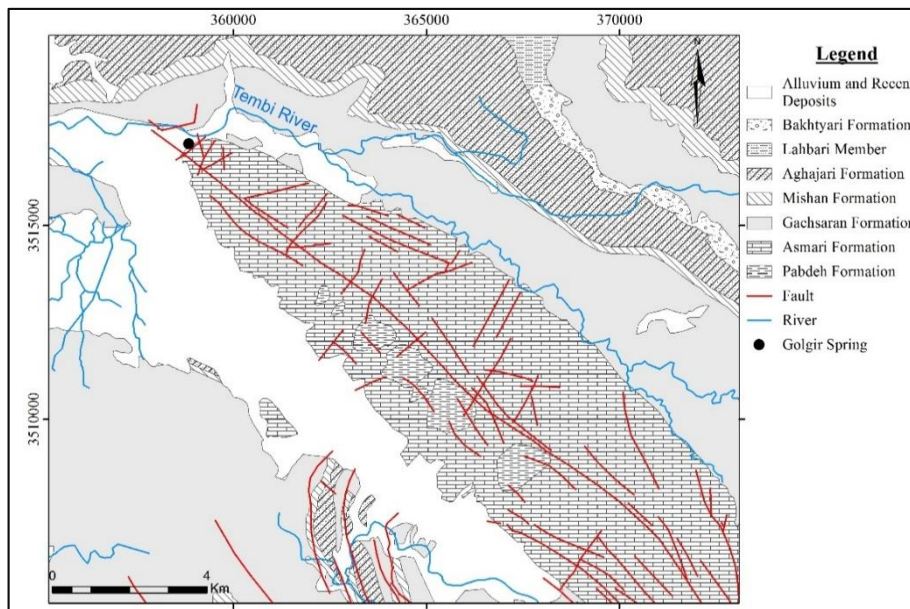 360000
365000
370000
3515000
3510000
N
Tembi River
0
4
Km
Legend
Alluvium and Recen
Deposits
Bakhtyari Formation
Lahbari Member
Aghajari Formation
Mishan Formation
Gachsaran Formation
Asmari Formation
Pabdeh Formation
Fault
River
Golgir Spring